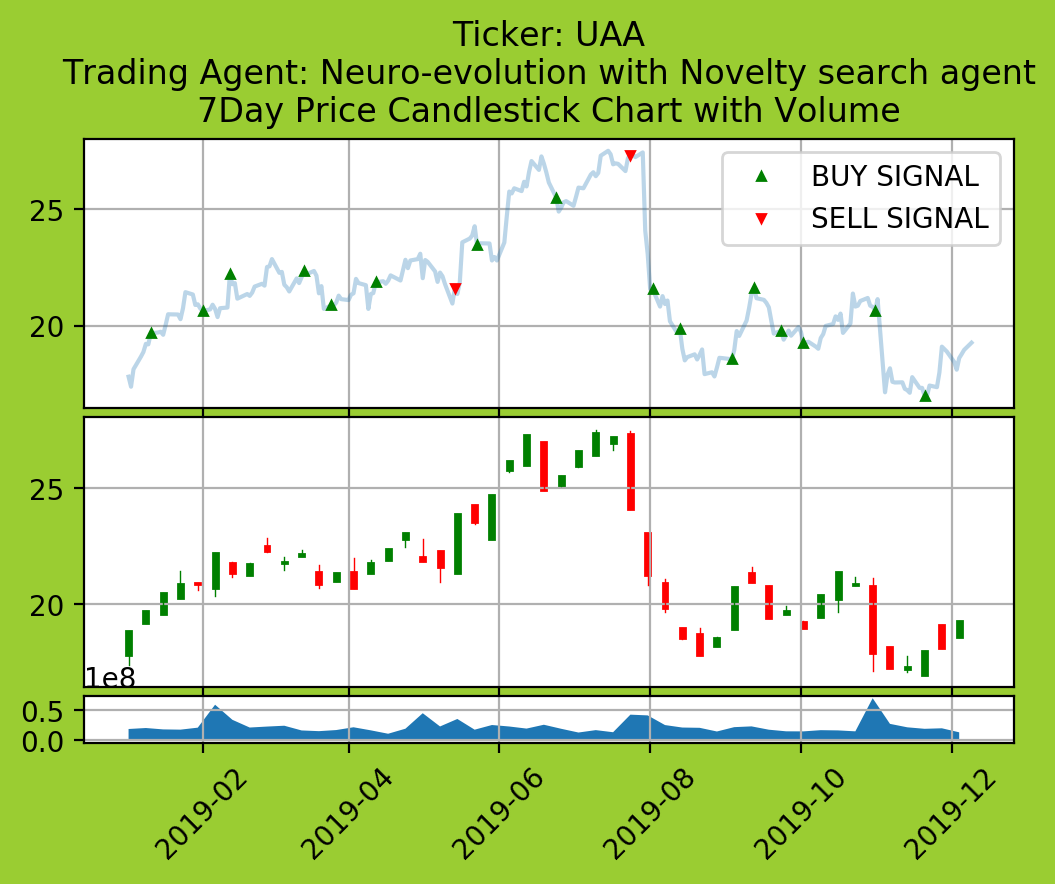 Ticker: UAA
Trading Agent: Neuro-evolution with Novelty search agent
7Day Price Candlestick Chart with Volume
BUY SIGNAL
SELL SIGNAL
25
20
25
20
1e8
0.5
0.0
2019-02
2019-04
2019-06
2019-08
2019-10
2019-12